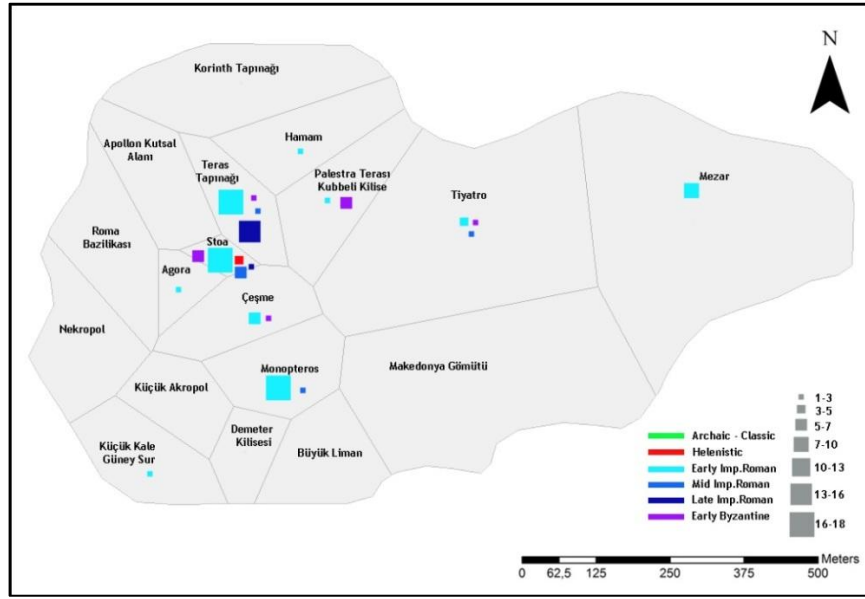 N
Korinth Tapınağı
Hamam
Apollon Kutsal
Alanı
Teras
Tapınağı
Palestra Terası
Kubbeli Kilise
Tiyatro
Mezar
Roma
Bazilikası
Stoa
Agora
Çeşme
Nekropol
Küçük Akropol
Monopteros
Makedonya Gömütü
Küçük Kale
Güney Sur
Demeter
Kilisesi
Büyük Liman
Archaic - Classic
Helenistic
Early Imp.Roman
Mid Imp.Roman
Late Imp.Roman
Early Byzantine
1-3
3-5
5-7
7-10
10-13
13-16
16-18
Meters
0 62,5 125 250 375 500